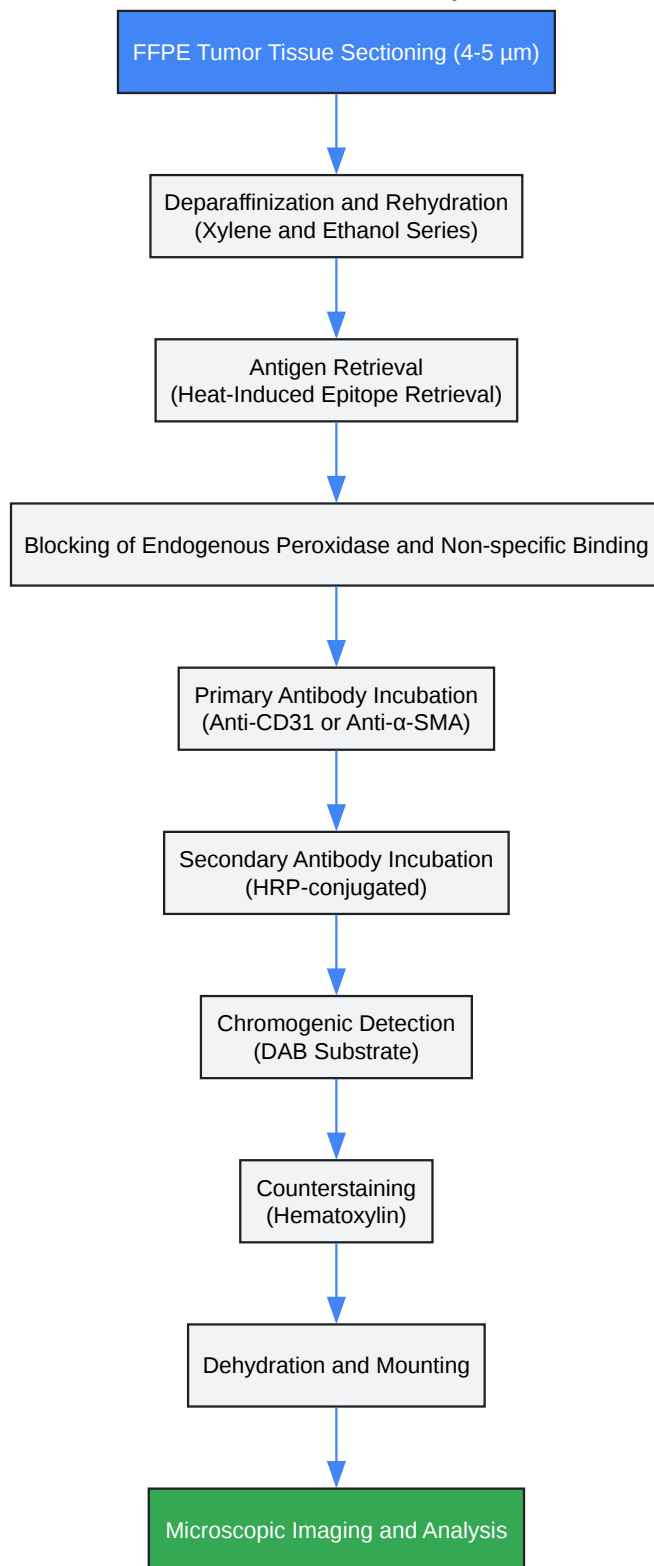 FFPE Tumor Tissue Sectioning (4-5 µm)
Deparaffinization and Rehydration
(Xylene and Ethanol Series)
Antigen Retrieval
(Heat-Induced Epitope Retrieval)
Blocking of Endogenous Peroxidase and Non-specific Binding
Primary Antibody Incubation
(Anti-CD31 or Anti-α-SMA)
Secondary Antibody Incubation
(HRP-conjugated)
Chromogenic Detection
(DAB Substrate)
Counterstaining
(Hematoxylin)
Dehydration and Mounting
Microscopic Imaging and Analysis